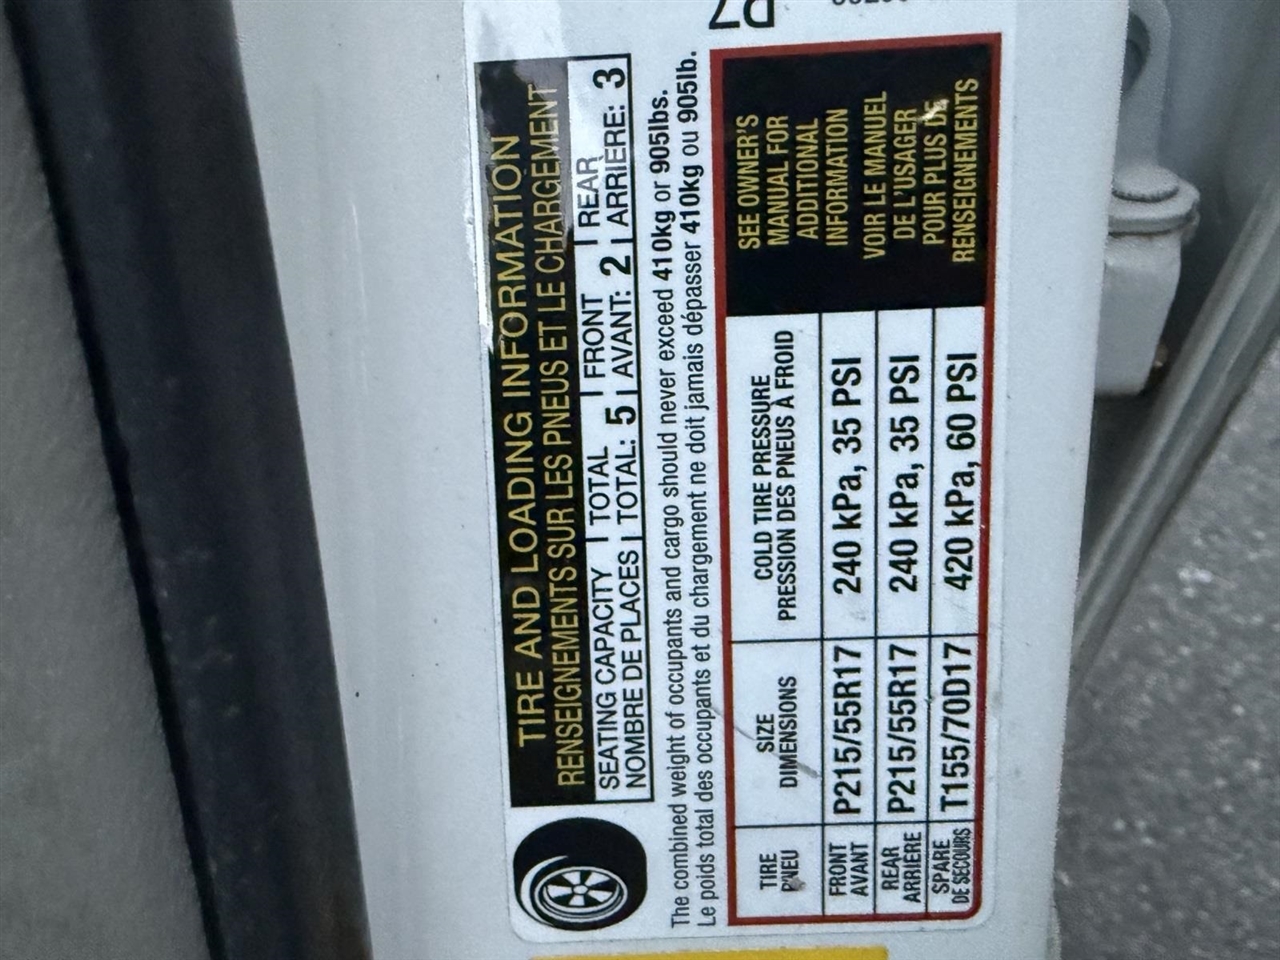 TIRE AND LOADING INFORMATION
RENSEIGNEMENTS SUR LES PNEUS ET LE CHARGEMENT
SEATING CAPACITY | TOTAL | FRONT | REAR
NOMBRE DE PLACES | TOTAL: 5 | AVANT: 2 | ARRIÈRE: 3
The combined weight of occupants and cargo should never exceed 410kg or 905lbs.
Le poids total des occupants et du chargement ne doit jamais dépasser 410kg ou 905lb.
TIRE
PNEU
SIZE
DIMENSIONS
COLD TIRE PRESSURE
PRESSION DES PNEUS À FROID
FRONT
AVANT
P215/55R17
240 kPa, 35 PSI
REAR
ARRIÈRE
P215/55R17
240 kPa, 35 PSI
SPARE
DE SECOURS
T155/70D17
420 kPa, 60 PSI
SEE OWNER'S
MANUAL FOR
ADDITIONAL
INFORMATION
VOIR LE MANUEL
DE L'USAGER
POUR PLUS DE
RENSEIGNEMENTS